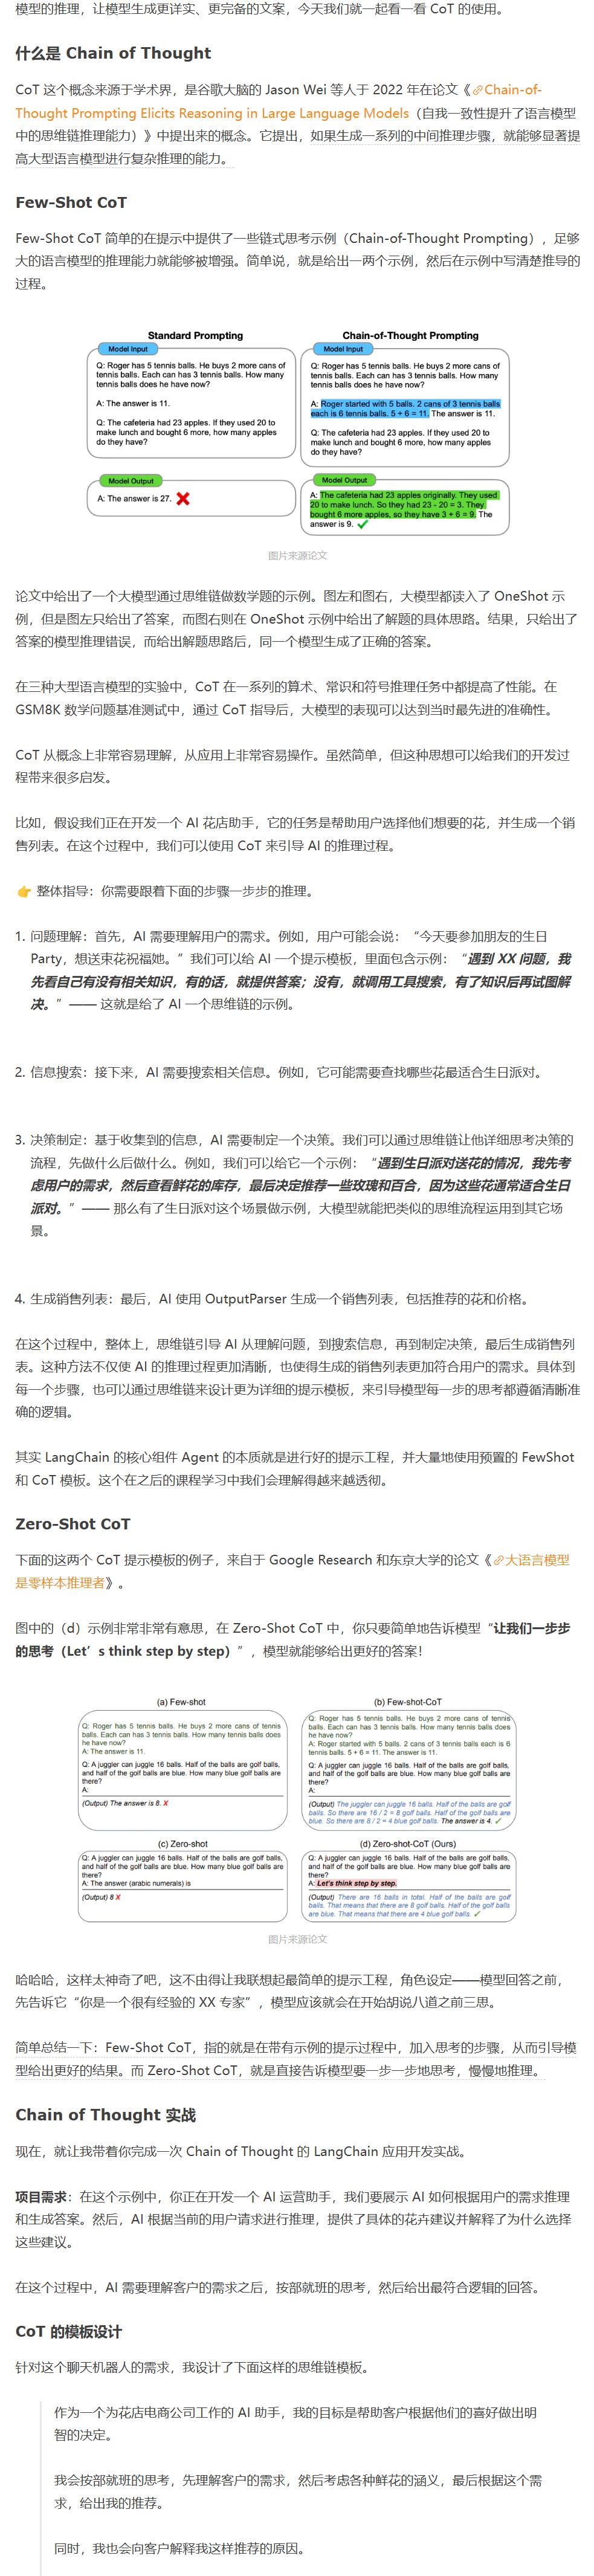 模型的推理，让模型生成更详实、更完备的文案，今天我们就一起看一看 CoT 的使用。
什么是 Chain of Thought
CoT 这个概念来源于学术界，是谷歌大脑的 Jason Wei 等人于 2022 年在论文《Chain-of-
Thought Prompting Elicits Reasoning in Large Language Models（自我一致性提升了语言模型
中的思维链推理能力）》中提出来的概念。它提出，如果生成一系列的中间推理步骤，就能够显著提
高大型语言模型进行复杂推理的能力。
Few-Shot CoT
Few-Shot CoT 简单的在提示中提供了一些链式思考示例（Chain-of-Thought Prompting），足够
大的语言模型的推理能力就能够被增强。简单说，就是给出一两个示例，然后在示例中写清楚推导的
过程。
Standard Prompting
Model Input
Q: Roger has 5 tennis balls. He buys 2 more cans of
tennis balls. Each can has 3 tennis balls. How many
tennis balls does he have now?
A: The answer is 11.
Q: The cafeteria had 23 apples. If they used 20 to
make lunch and bought 6 more, how many apples
do they have?
Model Output
A: The answer is 27.
Chain-of-Thought Prompting
Model Input
Q: Roger has 5 tennis balls. He buys 2 more cans of
tennis balls. Each can has 3 tennis balls. How many
tennis balls does he have now?
A: Roger started with 5 balls. 2 cans of 3 tennis balls
each is 6 tennis balls. 5 + 6 = 11. The answer is 11.
Q: The cafeteria had 23 apples. If they used 20 to
make lunch and bought 6 more, how many apples
do they have?
Model Output
A: The cafeteria had 23 apples originally. They used
20 to make lunch. So they had 23 - 20 = 3. They
bought 6 more apples, so they have 3 + 6 = 9. The
answer is 9.
图片来源论文
论文中给出了一个大模型通过思维链做数学题的示例。图左和图右，大模型都读入了 OneShot 示
例，但是图左只给出了答案，而图右则在 OneShot 示例中给出了解题的具体思路。结果，只给出了
答案的模型推理错误，而给出解题思路后，同一个模型生成了正确的答案。
在三种大型语言模型的实验中，CoT 在一系列的算术、常识和符号推理任务中都提高了性能。在
GSM8K 数学问题基准测试中，通过 CoT 指导后，大模型的表现可以达到当时最先进的准确性。
CoT 从概念上非常容易理解，从应用上非常容易操作。虽然简单，但这种思想可以给我们的开发过
程带来很多启发。
比如，假设我们正在开发一个 AI 花店助手，它的任务是帮助用户选择他们想要的花，并生成一个销
售列表。在这个过程中，我们可以使用 CoT 来引导 AI 的推理过程。
👉 整体指导：你需要跟着下面的步骤一步步的推理。
1. 问题理解：首先，AI 需要理解用户的需求。例如，用户可能会说：“今天要参加朋友的生日
Party，想送束花祝福她。”我们可以给 AI 一个提示模板，里面包含示例：“遇到 XX 问题，我
先看自己有没有相关知识，有的话，就提供答案；没有，就调用工具搜索，有了知识后再试图解
决。”—— 这就是给了 AI 一个思维链的示例。
2. 信息搜索：接下来，AI 需要搜索相关信息。例如，它可能需要查找哪些花最适合生日派对。
3. 决策制定：基于收集到的信息，AI 需要制定一个决策。我们可以通过思维链让他详细思考决策的
流程，先做什么后做什么。例如，我们可以给它一个示例：“遇到生日派对送花的情况，我先考
虑用户的需求，然后查看鲜花的库存，最后决定推荐一些玫瑰和百合，因为这些花通常适合生日
派对。”—— 那么有了生日派对这个场景做示例，大模型就能把类似的思维流程运用到其它场
景。
4. 生成销售列表：最后，AI 使用 OutputParser 生成一个销售列表，包括推荐的花和价格。
在这个过程中，整体上，思维链引导 AI 从理解问题，到搜索信息，再到制定决策，最后生成销售列
表。这种方法不仅使 AI 的推理过程更加清晰，也使得生成的销售列表更加符合用户的需求。具体到
每一个步骤，也可以通过思维链来设计更为详细的提示模板，来引导模型每一步的思考都遵循清晰准
确的逻辑。
其实 LangChain 的核心组件 Agent 的本质就是进行好的提示工程，并大量地使用预置的 FewShot
和 CoT 模板。这个在之后的课程学习中我们会理解得越来越透彻。
Zero-Shot CoT
下面的这两个 CoT 提示模板的例子，来自于 Google Research 和东京大学的论文《大语言模型
是零样本推理者》。
图中的（d）示例非常非常有意思，在 Zero-Shot CoT 中，你只要简单地告诉模型“让我们一步步
的思考（Let’s think step by step）”，模型就能够给出更好的答案！
(a) Few-shot
Q: Roger has 5 tennis balls. He buys 2 more cans of tennis
balls. Each can has 3 tennis balls. How many tennis balls does
he have now?
A: The answer is 11.
Q: A juggler can juggle 16 balls. Half of the balls are golf balls,
and half of the golf balls are blue. How many blue golf balls are
there?
A:
(Output) The answer is 8. X
(b) Few-shot-CoT
Q: Roger has 5 tennis balls. He buys 2 more cans of tennis
balls. Each can has 3 tennis balls. How many tennis balls does
he have now?
A: Roger started with 5 balls. 2 cans of 3 tennis balls each is 6
tennis balls. 5 + 6 = 11. The answer is 11.
Q: A juggler can juggle 16 balls. Half of the balls are golf balls,
and half of the golf balls are blue. How many blue golf balls are
there?
A:
(Output) The juggler can juggle 16 balls. Half of the balls are golf
balls. So there are 16 / 2 = 8 golf balls. Half of the golf balls are
blue. So there are 8 / 2 = 4 blue golf balls. The answer is 4. ✓
(c) Zero-shot
Q: A juggler can juggle 16 balls. Half of the balls are golf balls,
and half of the golf balls are blue. How many blue golf balls are
there?
A: The answer (arabic numerals) is
(Output) 8 X
(d) Zero-shot-CoT (Ours)
Q: A juggler can juggle 16 balls. Half of the balls are golf balls,
and half of the golf balls are blue. How many blue golf balls are
there?
A: Let's think step by step.
(Output) There are 16 balls in total. Half of the balls are golf
balls. That means that there are 8 golf balls. Half of the golf balls
are blue. That means that there are 4 blue golf balls. ✓
图片来源论文
哈哈哈，这样太神奇了吧，这不由得让我联想起最简单的提示工程，角色设定——模型回答之前，
先告诉它“你是一个很有经验的 XX 专家”，模型应该就会在开始胡说八道之前三思。
简单总结一下：Few-Shot CoT，指的就是在带有示例的提示过程中，加入思考的步骤，从而引导模
型给出更好的结果。而 Zero-Shot CoT，就是直接告诉模型要一步一步地思考，慢慢地推理。
Chain of Thought 实战
现在，就让我带着你完成一次 Chain of Thought 的 LangChain 应用开发实战。
项目需求：在这个示例中，你正在开发一个 AI 运营助手，我们要展示 AI 如何根据用户的需求推理
和生成答案。然后，AI 根据当前的用户请求进行推理，提供了具体的花卉建议并解释了为什么选择
这些建议。
在这个过程中，AI 需要理解客户的需求之后，按部就班的思考，然后给出最符合逻辑的回答。
CoT 的模板设计
针对这个聊天机器人的需求，我设计了下面这样的思维链模板。
作为一个为花店电商公司工作的 AI 助手，我的目标是帮助客户根据他们的喜好做出明
智的决定。
我会按部就班的思考，先理解客户的需求，然后考虑各种鲜花的涵义，最后根据这个需
求，给出我的推荐。
同时，我也会向客户解释我这样推荐的原因。